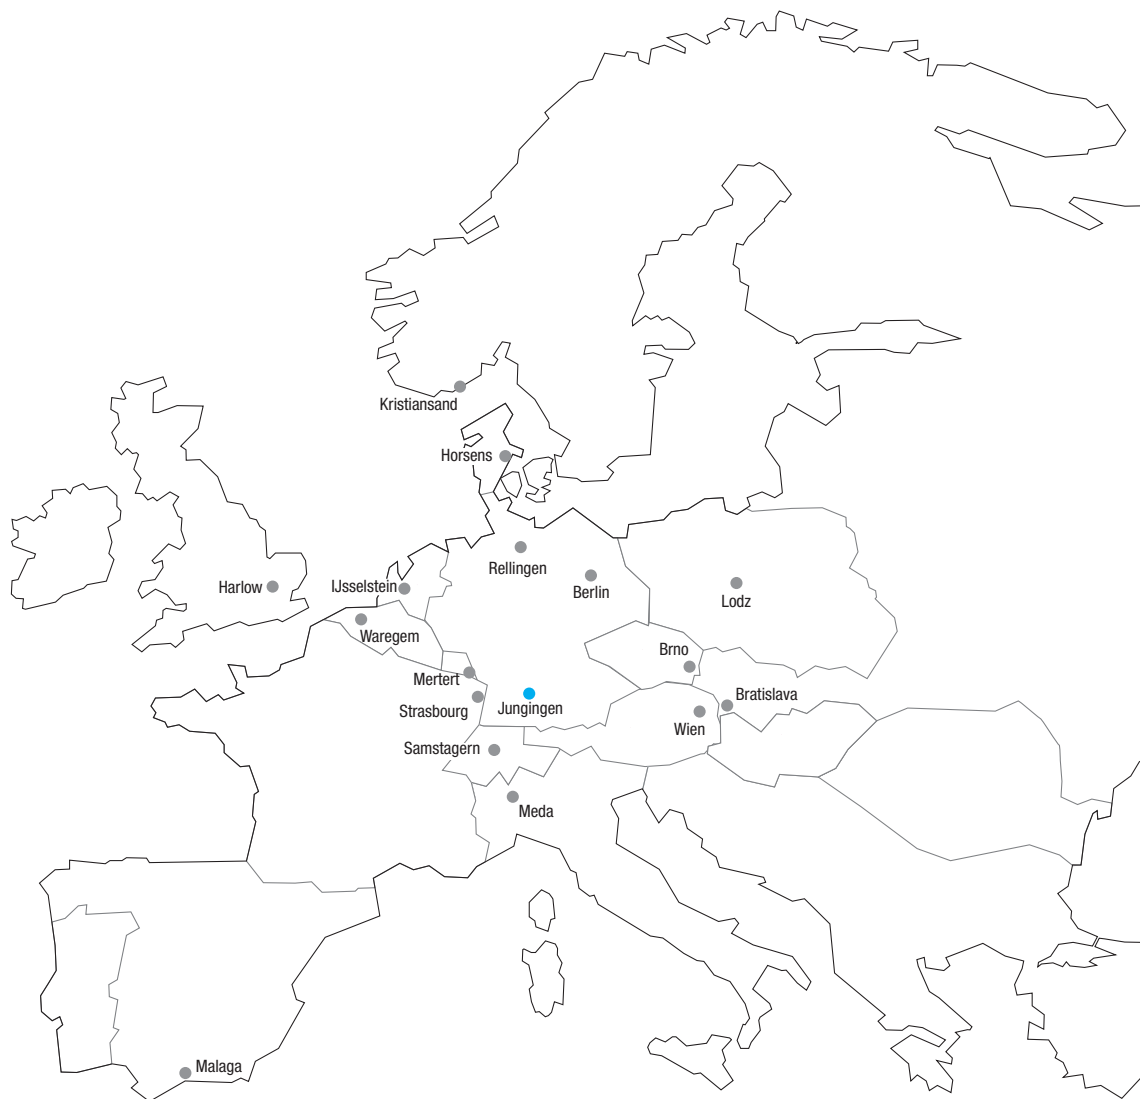 Kristiansand
Horsens
Rellingen
Harlow
IJsselstein
Berlin
Lodz
Waregem
Brno
Mertert
Bratislava
Strasbourg
Jungingen
Wien
Samstagern
Meda
Malaga